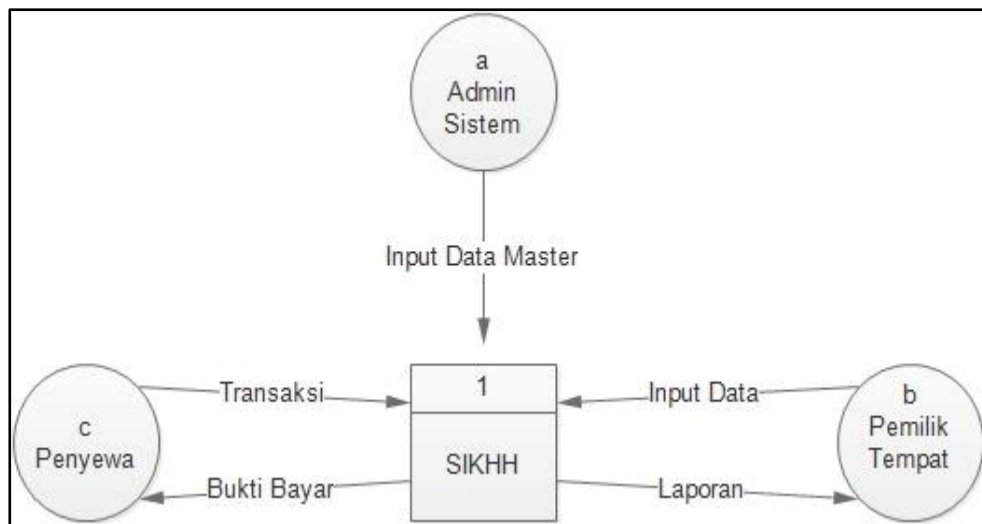 a
Admin
Sistem
Input Data Master
Transaksi
1
Input Data
c
Penyewa
SIKHH
b
Pemilik
Tempat
Bukti Bayar
Laporan